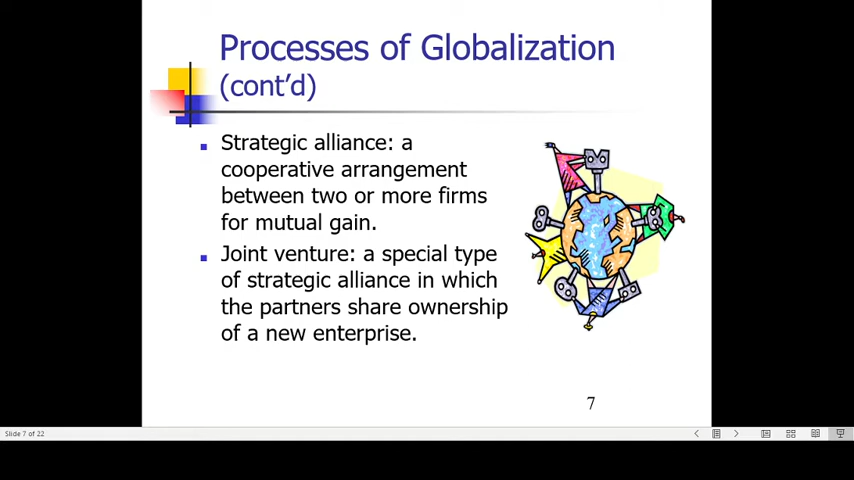 Processes of Globalization
(cont’d)
Strategic alliance: a
cooperative arrangement
between two or more firms
for mutual gain.
Joint venture: a special type
of strategic alliance in which
the partners share ownership
of a new enterprise.
7
Slide 7 of 22